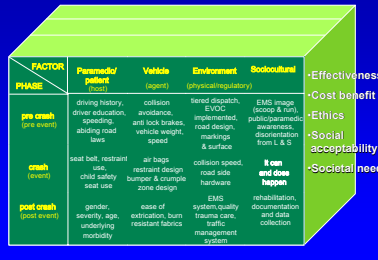 FACTOR
PHASE
Paramedic/
patient
(host)
Vehicle
(agent)
Environment
(physical/regulatory)
Sociocultural
pre crash
(pre event)
driving history,
driver education,
speeding,
abiding road
laws
collision
avoidance,
anti lock brakes,
vehicle weight,
speed
tiered dispatch,
EVOC
implemented,
road design,
markings
& surface
EMS image
(scoop & run),
public/paramedic
awareness,
disorientation
from L & S
crash
(event)
seat belt, restraint
use,
child safety
seat use
air bags
restraint design
bumper & crumple
zone design
collision speed,
road side
hardware
it can
and does
happen
post crash
(post event)
gender,
severity, age,
underlying
morbidity
ease of
extrication, burn
resistant fabrics
EMS
system,quality
trauma care,
traffic
management
system
rehabilitation,
documentation
and data
collection
•Effectiveness
•Cost benefit
•Ethics
•Social
acceptability
•Societal need